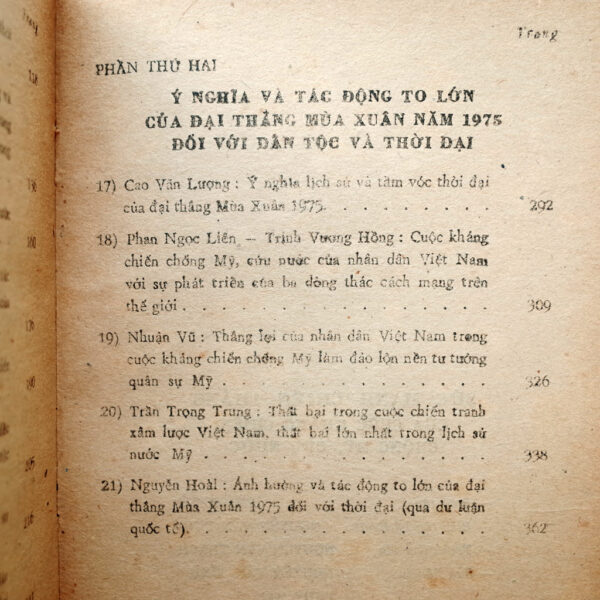 Trang
PHẦN THỨ HAI
Ý NGHĨA VÀ TÁC ĐỘNG TO LỚN
CỦA ĐẠI THẮNG MÙA XUÂN NĂM 1975
ĐỐI VỚI DÂN TỘC VÀ THỜI ĐẠI
17) Cao Văn Lượng : Ý nghĩa lịch sử và tầm vóc thời đại
của đại thắng Mùa Xuân 1975. . . . . . . . . 292
18) Phan Ngọc Liên – Trịnh Vương Hồng : Cuộc kháng
chiến chống Mỹ, cứu nước của nhân dân Việt Nam
với sự phát triển của ba dòng thác cách mạng trên
thế giới . . . . . . . . . . . . . . 309
19) Nhuận Vũ : Thắng lợi của nhân dân Việt Nam trong
cuộc kháng chiến chống Mỹ làm đảo lộn nền tư tưởng
quân sự Mỹ . . . . . . . . . . . . 326
20) Trần Trọng Trung : Thất bại trong cuộc chiến tranh
xâm lược Việt Nam, thất bại lớn nhất trong lịch sử
nước Mỹ . . . . . . . . . . . . . 338
21) Nguyễn Hoài : Ảnh hưởng và tác động to lớn của đại
thắng Mùa Xuân 1975 đối với thời đại (qua dư luận
quốc tế). . . . . . . . . . . . . . 362